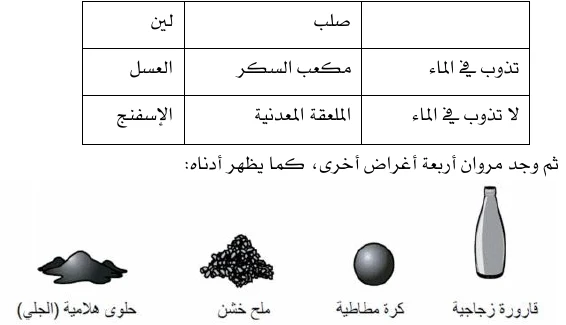 صلب لين
تذوب في الماء مكعب السكر العسل
لا تذوب في الماء الملعقة المعدنية الإسفنج
ثم وجد مروان أربعة أغراض أخرى، كما يظهر أدناه:
قارورة زجاجية كرة مطاطية ملح خشن حلوى هلامية (الجلي)